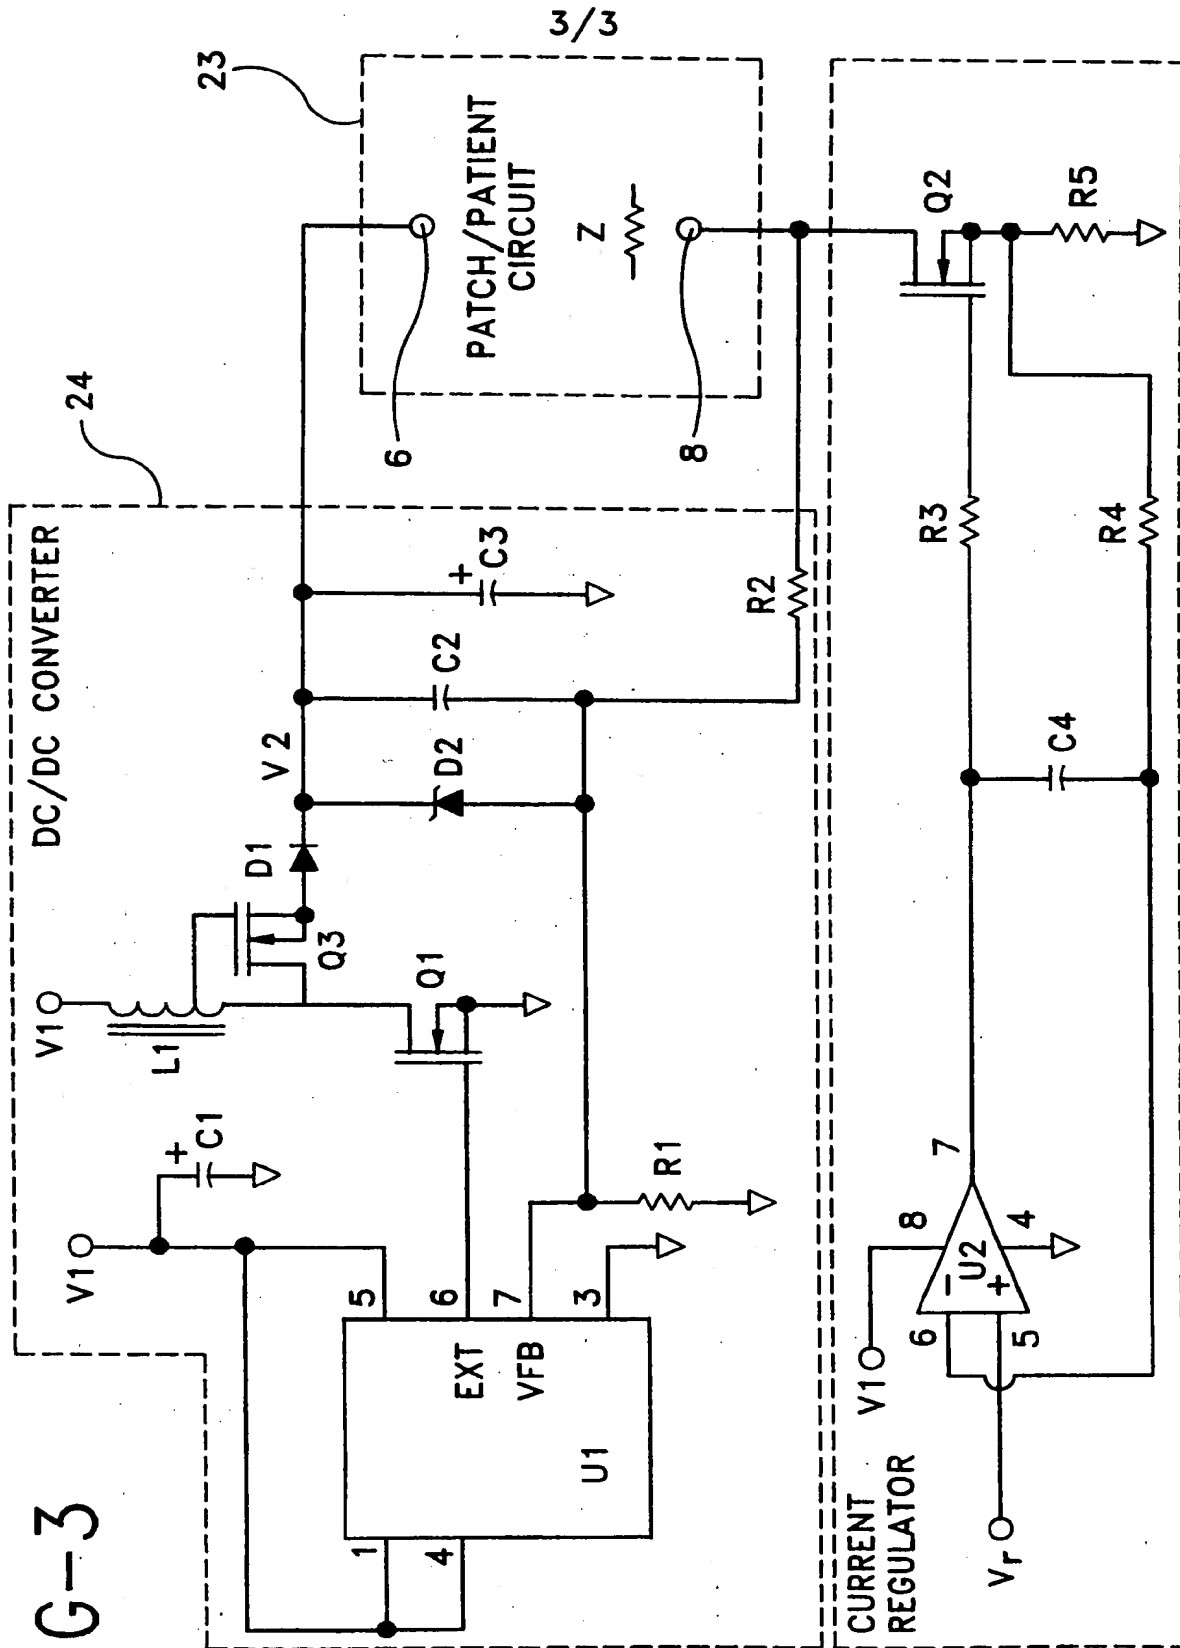 3/3
G-3
DC/DC CONVERTER
24
23
V1
V1
L1
+
C1
Q3
D1
V2
Q1
D2
C2
+
C3
1
4
5
6
7
3
EXT
VFB
U1
R1
R2
6
8
PATCH/PATIENT
CIRCUIT
Z
CURRENT
REGULATOR
V1
Vr
6
5
8
4
7
−
+
U2
C4
R3
R4
Q2
R5